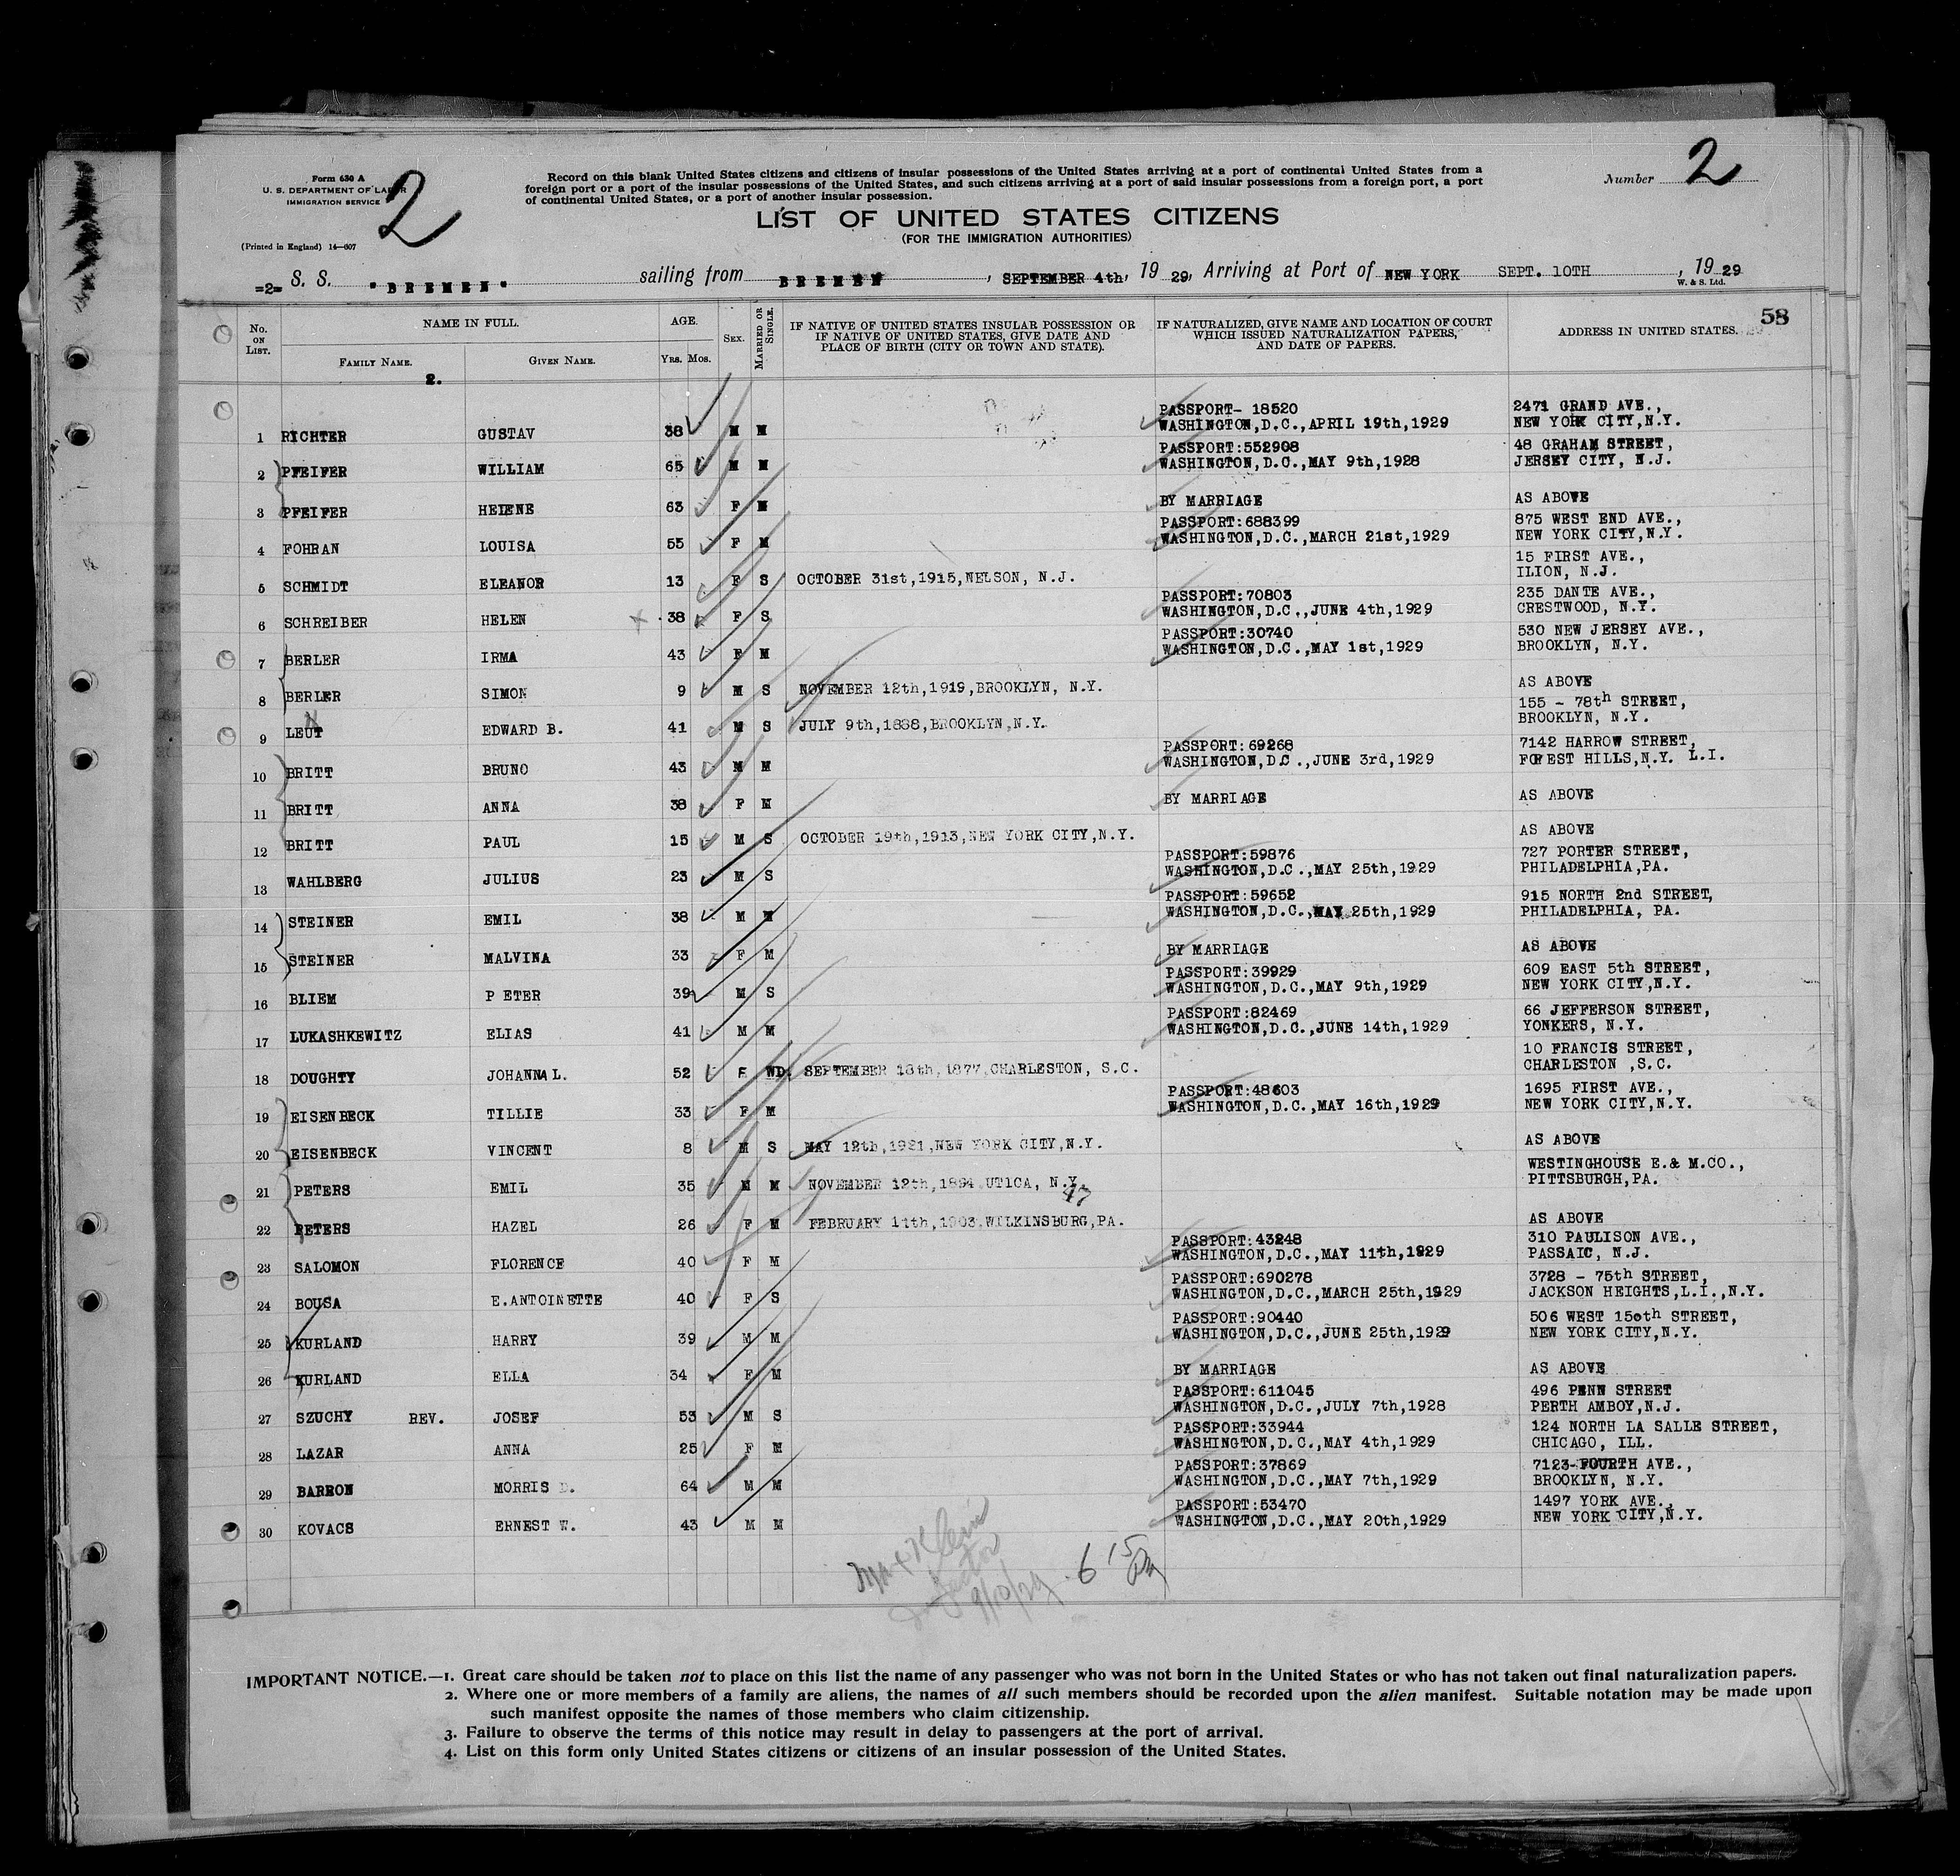 Form 630 A
U. S. DEPARTMENT OF LABOR
IMMIGRATION SERVICE
2
(Printed in England) 14—607
Record on this blank United States citizens and citizens of insular possessions of the United States arriving at a port of continental United States from a
foreign port or a port of the insular possessions of the United States, and such citizens arriving at a port of said insular possessions from a foreign port, a port
of continental United States, or a port of another insular possession.
Number 2
LIST OF UNITED STATES CITIZENS
(FOR THE IMMIGRATION AUTHORITIES)
=2= S. S. "BREMEN" sailing from BREMEN, SEPTEMBER 4th, 19 29, Arriving at Port of NEW YORK SEPT. 10TH, 19 29
W. & S. Ltd.
58
No. ON LIST. NAME IN FULL. AGE. SEX. MARRIED OR SINGLE. IF NATIVE OF UNITED STATES INSULAR POSSESSION OR IF NATIVE OF UNITED STATES, GIVE DATE AND PLACE OF BIRTH (CITY OR TOWN AND STATE). IF NATURALIZED, GIVE NAME AND LOCATION OF COURT WHICH ISSUED NATURALIZATION PAPERS, AND DATE OF PAPERS. ADDRESS IN UNITED STATES.
FAMILY NAME. GIVEN NAME. YRS. MOS.
2.
PASSPORT- 18520 2471 GRAND AVE.,
1 RICHTER GUSTAV 38 M M WASHINGTON,D.C.,APRIL 19th,1929 NEW YORK CITY,N.Y.
PASSPORT:552908 48 GRAHAM STREET,
2 PFEIFER WILLIAM 65 M M WASHINGTON,D.C.,MAY 9th,1928 JERSEY CITY, N.J.
3 PFEIFER HELENE 63 F M BY MARRIAGE AS ABOVE
PASSPORT:688399 875 WEST END AVE.,
4 FOHRAN LOUISA 55 F M WASHINGTON,D.C.,MARCH 21st,1929 NEW YORK CITY,N.Y.
15 FIRST AVE.,
5 SCHMIDT ELEANOR 13 F S OCTOBER 31st,1915,NELSON, N.J. ILION, N.J.
PASSPORT:70803 235 DANTE AVE.,
6 SCHREIBER HELEN x 38 F S WASHINGTON,D.C.,JUNE 4th,1929 CRESTWOOD, N.Y.
PASSPORT:30740 530 NEW JERSEY AVE.,
7 BERLER IRMA 43 F M WASHINGTON,D.C.,MAY 1st,1929 BROOKLYN, N.Y.
8 BERLER SIMON 9 M S NOVEMBER 12th,1919,BROOKLYN, N.Y. AS ABOVE
155 - 78th STREET,
9 LEUT EDWARD B. 41 M S JULY 9th,1888,BROOKLYN,N.Y. BROOKLYN, N.Y.
PASSPORT:69268 7142 HARROW STREET,
10 BRITT BRUNO 43 M M WASHINGTON,D.C.,JUNE 3rd,1929 FOREST HILLS,N.Y. L.I.
11 BRITT ANNA 38 F M BY MARRIAGE AS ABOVE
12 BRITT PAUL 15 M S OCTOBER 19th,1913,NEW YORK CITY,N.Y. AS ABOVE
PASSPORT:59876 727 PORTER STREET,
13 WAHLBERG JULIUS 23 M S WASHINGTON,D.C.,MAY 25th,1929 PHILADELPHIA,PA.
PASSPORT:59652 915 NORTH 2nd STREET,
14 STEINER EMIL 38 M M WASHINGTON,D.C.,MAY 25th,1929 PHILADELPHIA, PA.
15 STEINER MALVINA 33 F M BY MARRIAGE AS ABOVE
PASSPORT:39929 609 EAST 5th STREET,
16 BLIEM P ETER 39 M S WASHINGTON,D.C.,MAY 9th,1929 NEW YORK CITY,N.Y.
PASSPORT:82469 66 JEFFERSON STREET,
17 LUKASHKEWITZ ELIAS 41 M M WASHINGTON,D.C.,JUNE 14th,1929 YONKERS, N.Y.
10 FRANCIS STREET,
18 DOUGHTY JOHANNA L. 52 F WD. SEPTEMBER 18th,1877,CHARLESTON, S.C. CHARLESTON ,S.C.
PASSPORT:48603 1695 FIRST AVE.,
19 EISENBECK TILLIE 33 F M WASHINGTON,D.C.,MAY 16th,1929 NEW YORK CITY,N.Y.
20 EISENBECK VINCENT 8 M S MAY 12th,1921,NEW YORK CITY,N.Y. AS ABOVE
WESTINGHOUSE E.& M.CO.,
21 PETERS EMIL 35 M M NOVEMBER 12th,1894,UTICA, N.Y. PITTSBURGH,PA.
47
22 PETERS HAZEL 26 F M FEBRUARY 11th,1903,WILKINSBURG,PA. AS ABOVE
PASSPORT:43248 310 PAULISON AVE.,
23 SALOMON FLORENCE 40 F M WASHINGTON,D.C.,MAY 11th,1929 PASSAIC, N.J.
PASSPORT:690278 3728 - 75th STREET,
24 BOUSA E.ANTOINETTE 40 F S WASHINGTON,D.C.,MARCH 25th,1929 JACKSON HEIGHTS,L.I.,N.Y.
PASSPORT:90440 506 WEST 150th STREET,
25 KURLAND HARRY 39 M M WASHINGTON,D.C.,JUNE 25th,1929 NEW YORK CITY,N.Y.
26 KURLAND ELLA 34 F M BY MARRIAGE AS ABOVE
PASSPORT:611045 496 PENN STREET
27 SZUCHY REV. JOSEF 53 M S WASHINGTON,D.C.,JULY 7th,1928 PERTH AMBOY,N.J.
PASSPORT:33944 124 NORTH LA SALLE STREET,
28 LAZAR ANNA 25 F M WASHINGTON,D.C.,MAY 4th,1929 CHICAGO, ILL.
PASSPORT:37869 7123-FOURTH AVE.,
29 BARRON MORRIS D. 64 M M WASHINGTON,D.C.,MAY 7th,1929 BROOKLYN, N.Y.
PASSPORT:53470 1497 YORK AVE.,
30 KOVACS ERNEST W. 43 M M WASHINGTON,D.C.,MAY 20th,1929 NEW YORK CITY,N.Y.
9/10/29 6 15 PM
IMPORTANT NOTICE.—1. Great care should be taken not to place on this list the name of any passenger who was not born in the United States or who has not taken out final naturalization papers.
2. Where one or more members of a family are aliens, the names of all such members should be recorded upon the alien manifest. Suitable notation may be made upon
such manifest opposite the names of those members who claim citizenship.
3. Failure to observe the terms of this notice may result in delay to passengers at the port of arrival.
4. List on this form only United States citizens or citizens of an insular possession of the United States.